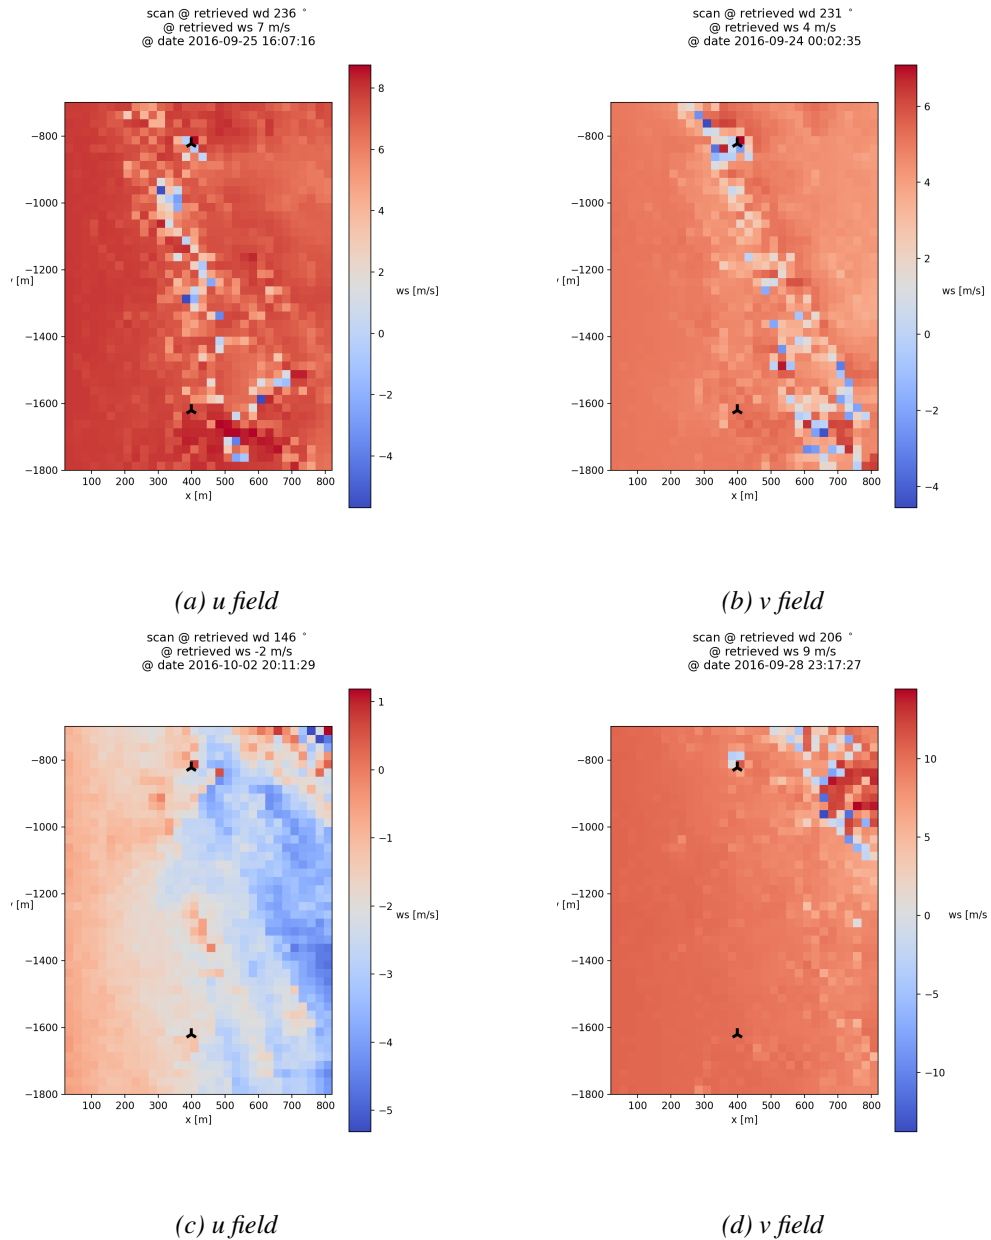 scan @ retrieved wd 236 °
@ retrieved ws 7 m/s
@ date 2016-09-25 16:07:16
8
6
4
2
0
−2
−4
ws [m/s]
−800
−1000
−1200
[m]
−1400
−1600
−1800
100 200 300 400 500 600 700 800
x [m]
(a) u field
scan @ retrieved wd 231 °
@ retrieved ws 4 m/s
@ date 2016-09-24 00:02:35
6
4
2
0
−2
−4
ws [m/s]
−800
−1000
−1200
[m]
−1400
−1600
−1800
100 200 300 400 500 600 700 800
x [m]
(b) v field
scan @ retrieved wd 146 °
@ retrieved ws -2 m/s
@ date 2016-10-02 20:11:29
1
0
−1
−2
−3
−4
−5
ws [m/s]
−800
−1000
−1200
[m]
−1400
−1600
−1800
100 200 300 400 500 600 700 800
x [m]
(c) u field
scan @ retrieved wd 206 °
@ retrieved ws 9 m/s
@ date 2016-09-28 23:17:27
10
5
0
−5
−10
ws [m/s
−800
−1000
−1200
[m]
−1400
−1600
−1800
100 200 300 400 500 600 700 800
x [m]
(d) v field